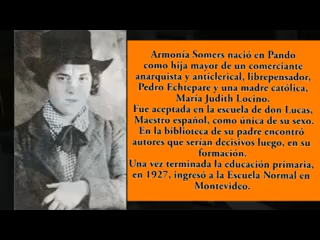 Armonía Somers nació en Pando
como hija mayor de un comerciante
anarquista y anticlerical, librepensador,
Pedro Echtepare y una madre católica,
María Judith Locino.
Fue aceptada en la escuela de don Lucas,
Maestro español, como única de su sexo.
En la biblioteca de su padre encontró
autores que serían decisivos luego, en su
formación.
Una vez terminada la educación primaria,
en 1927, ingresó a la Escuela Normal en
Montevideo.